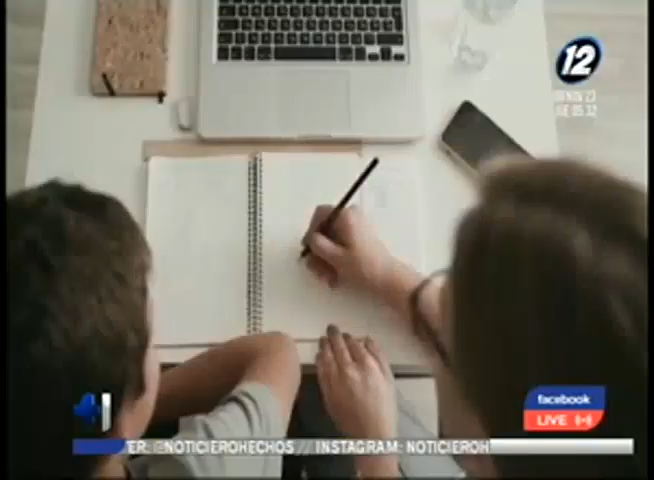 12
facebook
LIVE
ER: @NOTICIEROHECHOS // INSTAGRAM: NOTICIEROH